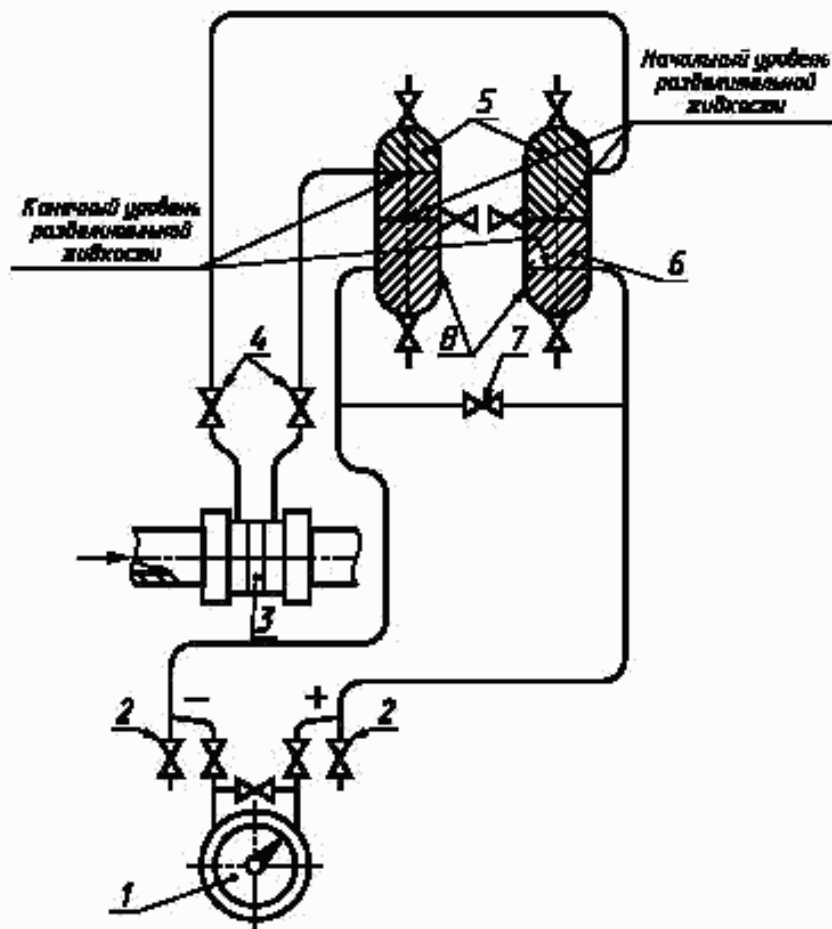 Начальный уровень
разделительной
жидкости
5
Конечный уровень
разделительной
жидкости
6
8
7
4
3
− +
2
2
1